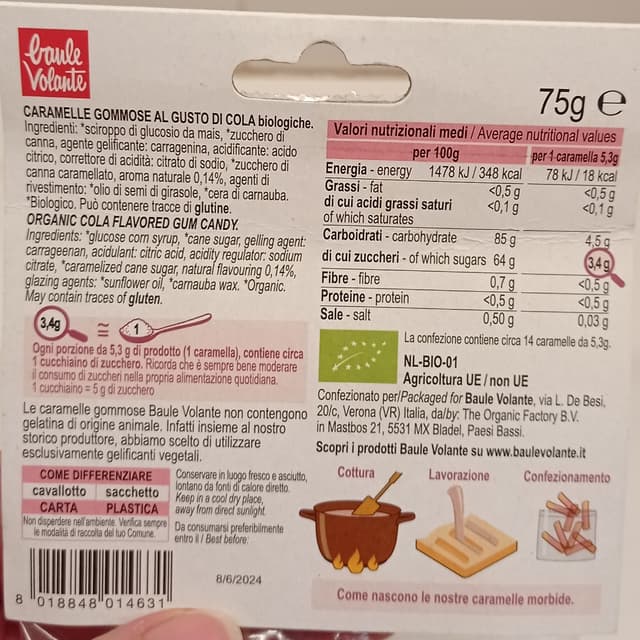 baule
Volante
75g e
CARAMELLE GOMMOSE AL GUSTO DI COLA biologiche.
Ingredienti: *sciroppo di glucosio da mais, *zucchero di
canna, agente gelificante: carragenina, acidificante: acido
citrico, correttore di acidità: citrato di sodio, *zucchero di
canna caramellato, aroma naturale 0,14%, agenti di
rivestimento: *olio di semi di girasole, *cera di carnauba.
*Biologico. Può contenere tracce di glutine.
ORGANIC COLA FLAVORED GUM CANDY.
Ingredients: *glucose corn syrup, *cane sugar, gelling agent:
carrageenan, acidulant: citric acid, acidity regulator: sodium
citrate, *caramelized cane sugar, natural flavouring 0,14%,
glazing agents: *sunflower oil, *carnauba wax. *Organic.
May contain traces of gluten.
3,4g ≅ 1
Ogni porzione da 5,3 g di prodotto (1 caramella), contiene circa
1 cucchiaino di zucchero. Ricorda che è sempre bene moderare
il consumo di zuccheri nella propria alimentazione quotidiana.
1 cucchiaino = 5 g di zucchero
Le caramelle gommose Baule Volante non contengono
gelatina di origine animale. Infatti insieme al nostro
storico produttore, abbiamo scelto di utilizzare
esclusivamente gelificanti vegetali.
COME DIFFERENZIARE
cavallotto sacchetto
CARTA PLASTICA
Non disperdere nell'ambiente. Verifica sempre
le modalità di raccolta del tuo Comune.
Conservare in luogo fresco e asciutto,
lontano da fonti di calore diretto.
Keep in a cool dry place,
away from direct sunlight.
Da consumarsi preferibilmente
entro il / Best before:
8/6/2024
8 018848 014631
Valori nutrizionali medi / Average nutritional values
per 100g per 1 caramella 5,3g
Energia - energy 1478 kJ / 348 kcal 78 kJ / 18 kcal
Grassi - fat <0,5 g <0,5 g
di cui acidi grassi saturi <0,1 g <0,1 g
of which saturates
Carboidrati - carbohydrate 85 g 4,5 g
di cui zuccheri - of which sugars 64 g 3,4 g
Fibre - fibre 0,7 g <0,5 g
Proteine - protein <0,5 g <0,5 g
Sale - salt 0,50 g 0,03 g
La confezione contiene circa 14 caramelle da 5,3g.
NL-BIO-01
Agricoltura UE / non UE
Confezionato per/Packaged for Baule Volante, via L. De Besi,
20/c, Verona (VR) Italia, da/by: The Organic Factory B.V.
in Mastbos 21, 5531 MX Bladel, Paesi Bassi.
Scopri i prodotti Baule Volante su www.baulevolante.it
Cottura Lavorazione Confezionamento
Come nascono le nostre caramelle morbide.